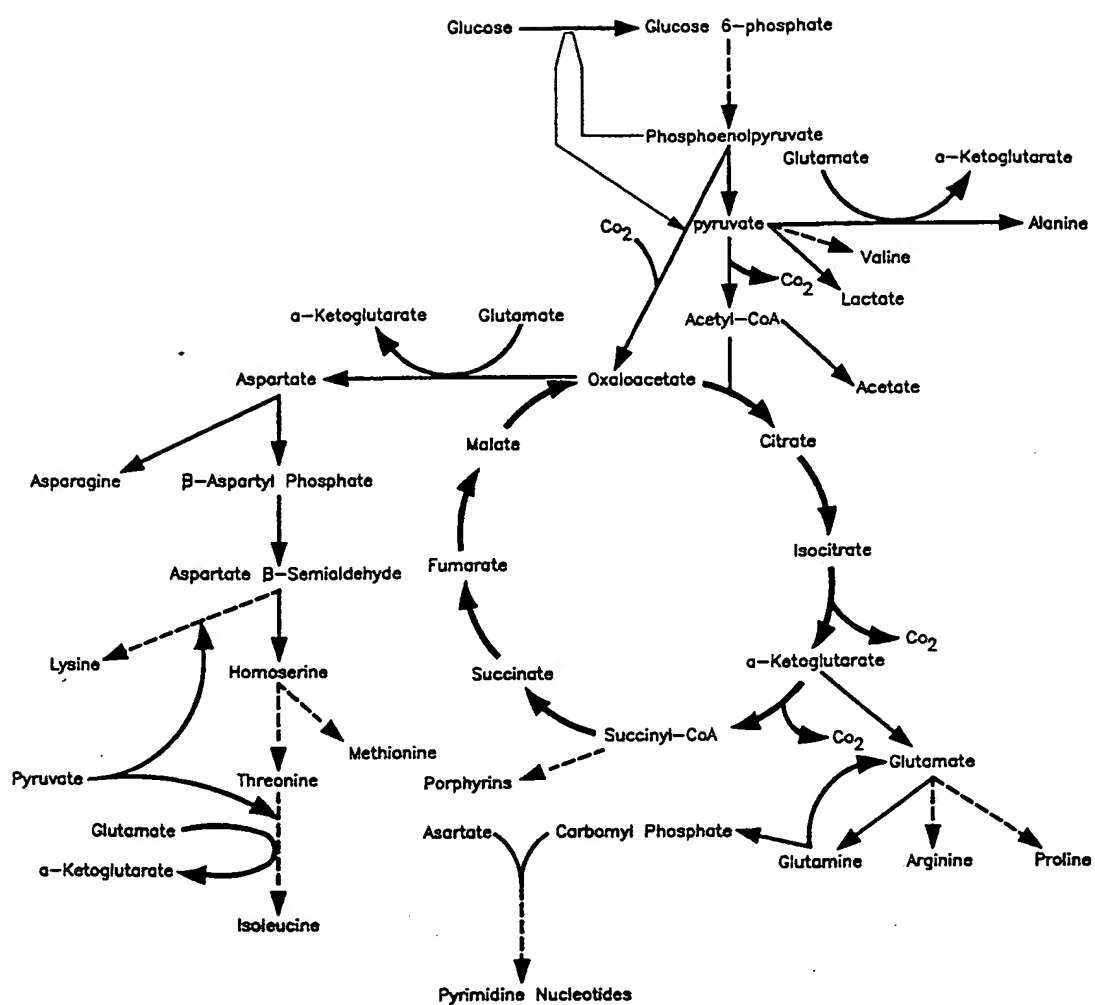 Glucose
Glucose 6-phosphate
Phosphoenolpyruvate
Glutamate
α-Ketoglutarate
Co2
pyruvate
Alanine
Valine
Co2
Lactate
α-Ketoglutarate
Glutamate
Acetyl-CoA
Aspartate
Oxaloacetate
Acetate
Malate
Citrate
Asparagine
β-Aspartyl Phosphate
Isocitrate
Aspartate β-Semialdehyde
Fumarate
Co2
Lysine
Homoserine
Succinate
α-Ketoglutarate
Methionine
Succinyl-CoA
Co2
Pyruvate
Threonine
Porphyrins
Glutamate
Glutamate
Asartate
Carbomyl Phosphate
α-Ketoglutarate
Glutamine
Arginine
Proline
Isoleucine
Pyrimidine Nucleotides